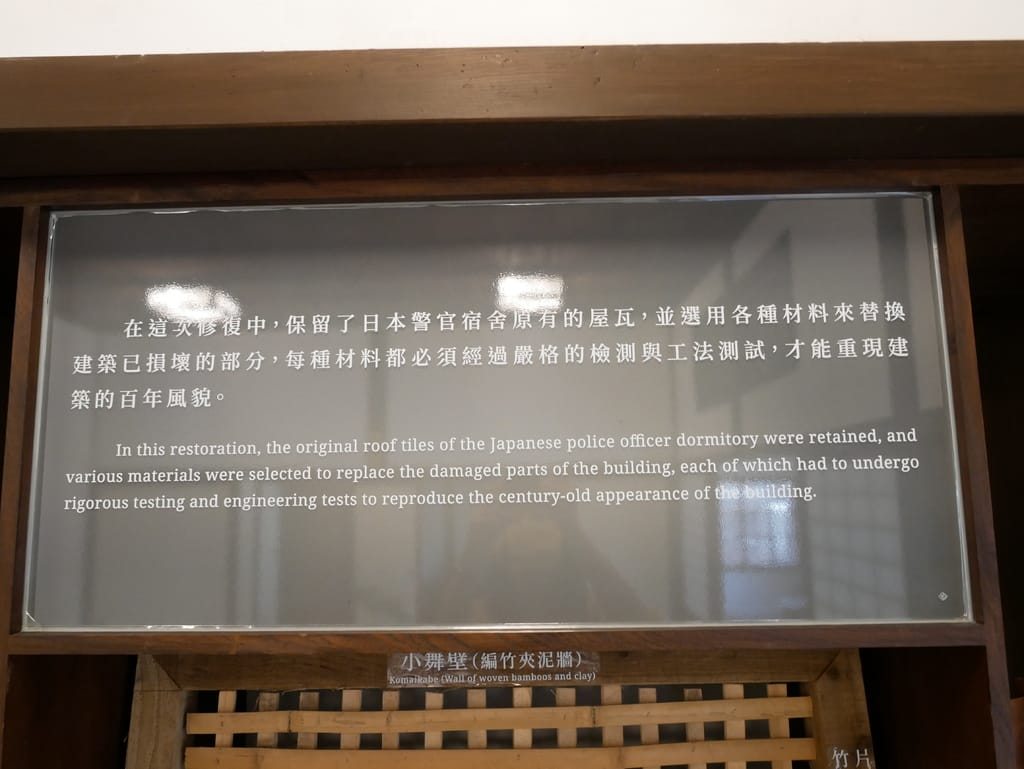 在這次修復中，保留了日本警官宿舍原有的屋瓦，並選用各種材料來替換
建築已損壞的部分，每種材料都必須經過嚴格的檢測與工法測試，才能重現建
築的百年風貌。
In this restoration, the original roof tiles of the Japanese police officer dormitory were retained, and
various materials were selected to replace the damaged parts of the building, each of which had to undergo
rigorous testing and engineering tests to reproduce the century-old appearance of the building.
小舞壁（編竹夾泥牆）
Komaikabe (Wall of woven bamboos and clay)
竹片